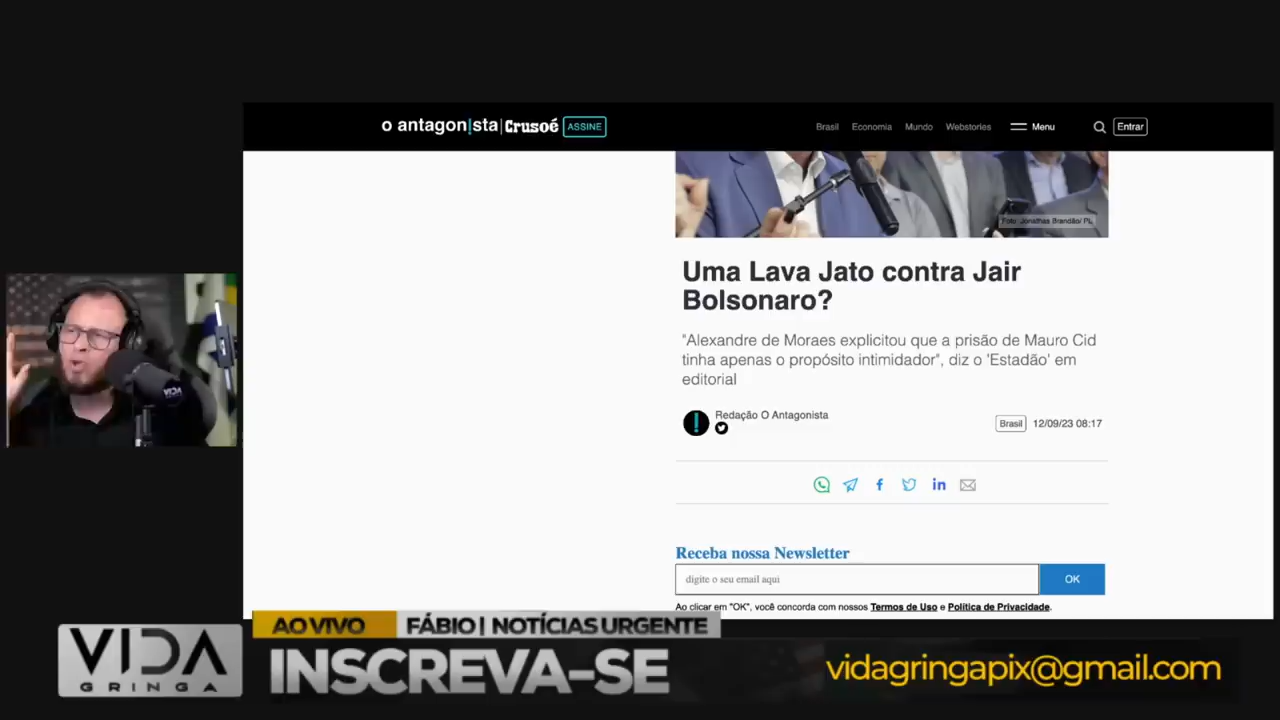 o antagonista|Crusoé ASSINE
Brasil Economia Mundo Webstories Menu Entrar
Foto: Jonathas Brandão/ PL
Uma Lava Jato contra Jair
Bolsonaro?
"Alexandre de Moraes explicitou que a prisão de Mauro Cid
tinha apenas o propósito intimidador", diz o 'Estadão' em
editorial
Redação O Antagonista
Brasil 12/09/23 08:17
Receba nossa Newsletter
digite o seu email aqui
OK
Ao clicar em "OK", você concorda com nossos Termos de Uso e Política de Privacidade.
AO VIVO FÁBIO | NOTÍCIAS URGENTE
VIDA
GRINGA
INSCREVA-SE
vidagringapix@gmail.com